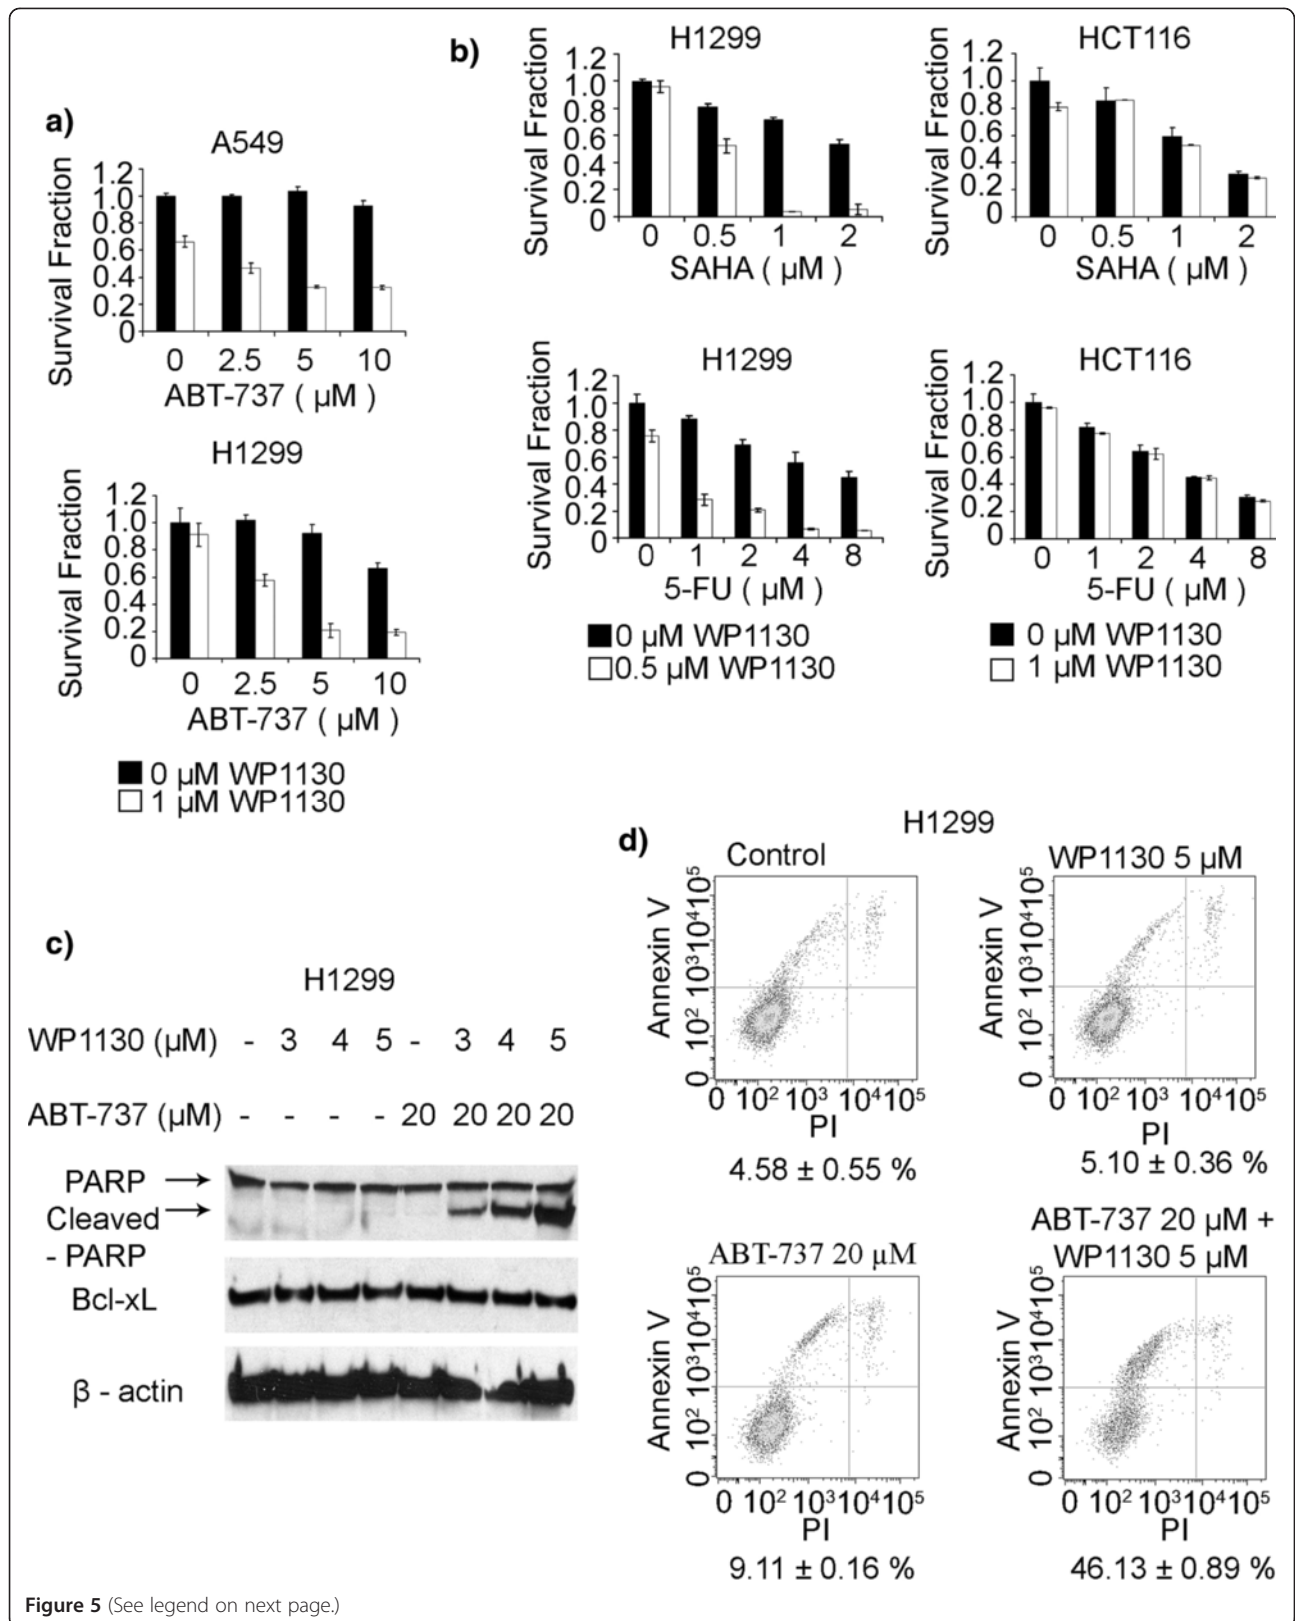 a)
A549
Survival Fraction
1.2
1.0
0.8
0.6
0.4
0.2
0
0 2.5 5 10
ABT-737 ( µM )
H1299
Survival Fraction
1.2
1.0
0.8
0.6
0.4
0.2
0
0 2.5 5 10
ABT-737 ( µM )
0 µM WP1130
1 µM WP1130
b)
H1299
Survival Fraction
1.2
1.0
0.8
0.6
0.4
0.2
0
0 0.5 1 2
SAHA ( µM )
HCT116
Survival Fraction
1.2
1.0
0.8
0.6
0.4
0.2
0
0 0.5 1 2
SAHA ( µM )
H1299
Survival Fraction
1.2
1.0
0.8
0.6
0.4
0.2
0
0 1 2 4 8
5-FU ( µM )
0 µM WP1130
0.5 µM WP1130
HCT116
Survival Fraction
1.2
1.0
0.8
0.6
0.4
0.2
0
0 1 2 4 8
5-FU ( µM )
0 µM WP1130
1 µM WP1130
c)
H1299
WP1130 (µM) - 3 4 5 - 3 4 5
ABT-737 (µM) - - - - 20 20 20 20
PARP
Cleaved
- PARP
Bcl-xL
β - actin
d)
H1299
Control
Annexin V
0 10² 10³ 10⁴ 10⁵
0 10² 10³ 10⁴ 10⁵
PI
4.58 ± 0.55 %
WP1130 5 µM
Annexin V
0 10² 10³ 10⁴ 10⁵
0 10² 10³ 10⁴ 10⁵
PI
5.10 ± 0.36 %
ABT-737 20 µM
Annexin V
0 10² 10³ 10⁴ 10⁵
0 10² 10³ 10⁴ 10⁵
PI
9.11 ± 0.16 %
ABT-737 20 µM +
WP1130 5 µM
Annexin V
0 10² 10³ 10⁴ 10⁵
0 10² 10³ 10⁴ 10⁵
PI
46.13 ± 0.89 %
Figure 5 (See legend on next page.)